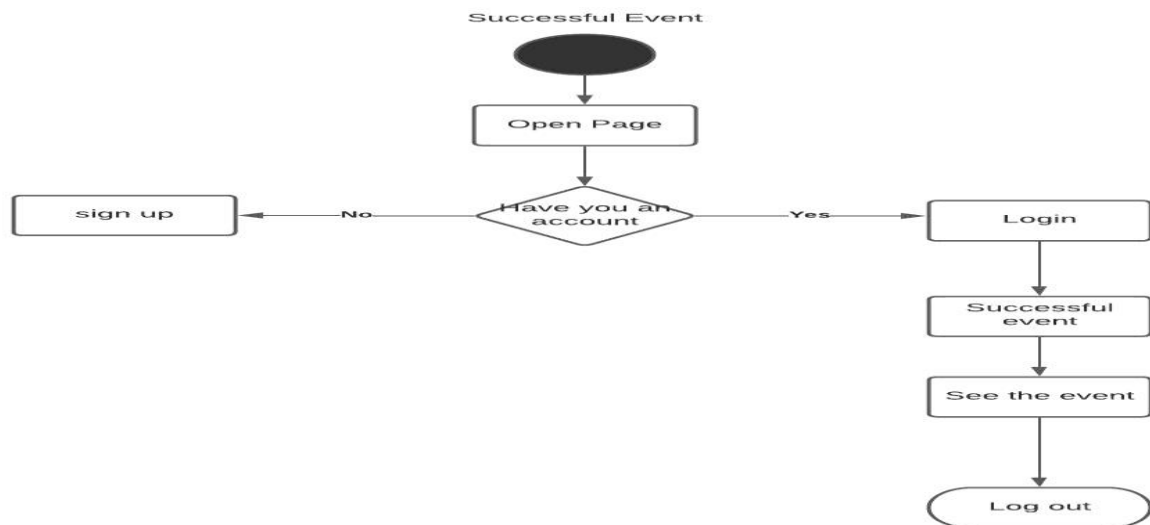 Successful Event
Open Page
Have you an
account
sign up
No
Yes
Login
Successful
event
See the event
Log out